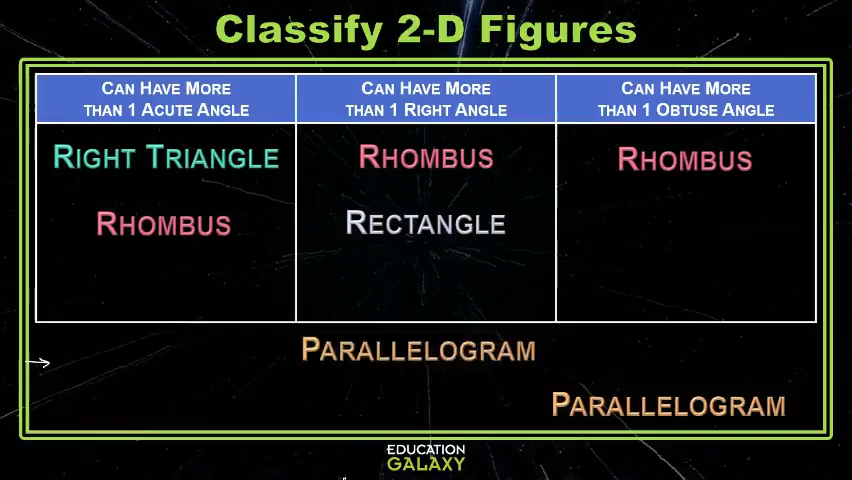 Classify 2-D Figures
CAN HAVE MORE
THAN 1 ACUTE ANGLE
CAN HAVE MORE
THAN 1 RIGHT ANGLE
CAN HAVE MORE
THAN 1 OBTUSE ANGLE
RIGHT TRIANGLE
RHOMBUS
RHOMBUS
RHOMBUS
RECTANGLE
PARALLELOGRAM
PARALLELOGRAM
EDUCATION
GALAXY